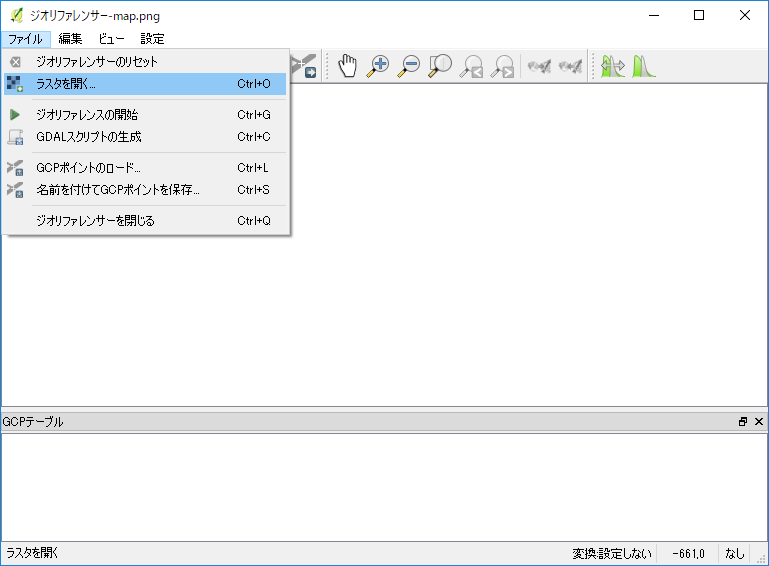 ジオリファレンサー-map.png
ファイル 編集 ビュー 設定
ジオリファレンサーのリセット
ラスタを開く... Ctrl+O
ジオリファレンスの開始 Ctrl+G
GDALスクリプトの生成 Ctrl+C
GCPポイントのロード... Ctrl+L
名前を付けてGCPポイントを保存... Ctrl+S
ジオリファレンサーを閉じる Ctrl+Q
GCPテーブル
ラスタを開く 変換:設定しない -661,0 なし